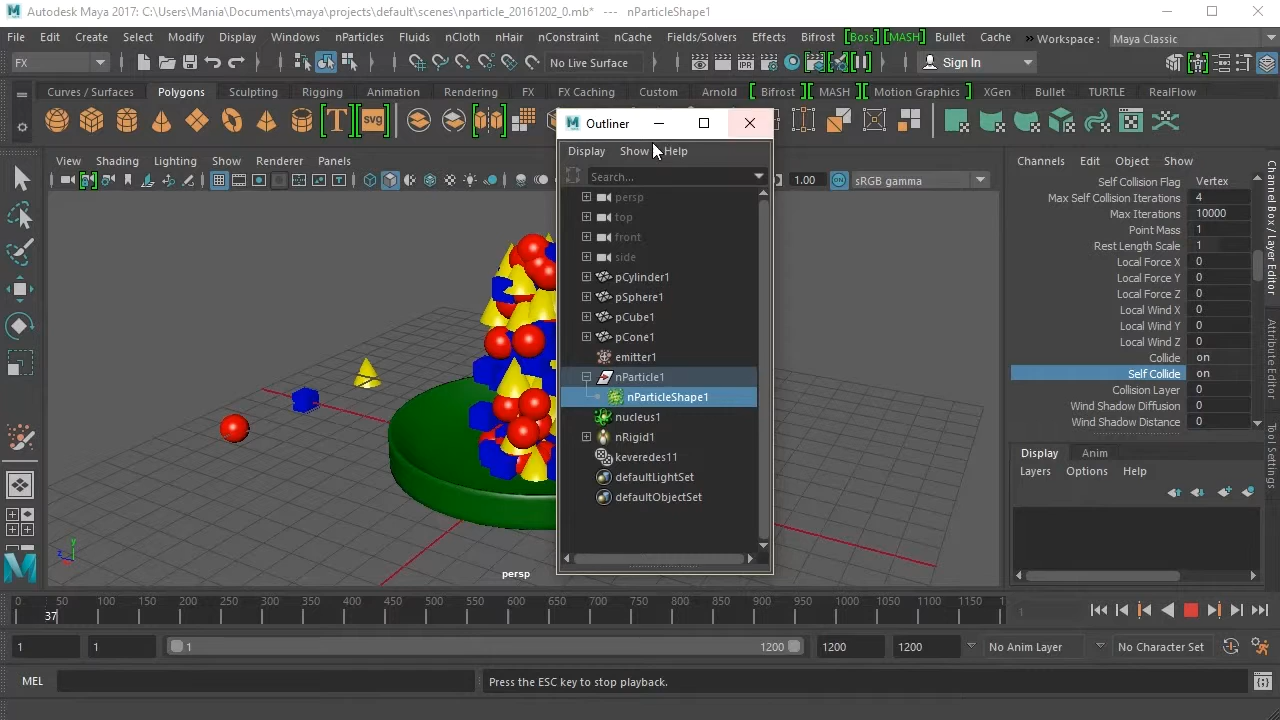 Autodesk Maya 2017: C:\Users\Mania\Documents\maya\projects\default\scenes\nparticle_20161202_0.mb* --- nParticleShape1
File Edit Create Select Modify Display Windows nParticles Fluids nCloth nHair nConstraint nCache Fields/Solvers Effects Bifrost [Boss] [MASH] Bullet Cache » Workspace : Maya Classic
FX No Live Surface Sign In
Curves / Surfaces Polygons Sculpting Rigging Animation Rendering FX FX Caching Custom Arnold Bifrost MASH Motion Graphics XGen Bullet TURTLE RealFlow
svg
Outliner
View Shading Lighting Show Renderer Panels
1.00 sRGB gamma
Display Show Help
Search...
persp
top
front
side
pCylinder1
pSphere1
pCube1
pCone1
emitter1
nParticle1
nParticleShape1
nucleus1
nRigid1
keveredes11
defaultLightSet
defaultObjectSet
persp
Channels Edit Object Show
Self Collision Flag Vertex
Max Self Collision Iterations 4
Max Iterations 10000
Point Mass 1
Rest Length Scale 1
Local Force X 0
Local Force Y 0
Local Force Z 0
Local Wind X 0
Local Wind Y 0
Local Wind Z 0
Collide on
Self Collide on
Collision Layer 0
Wind Shadow Diffusion 0
Wind Shadow Distance 0
Display Anim
Layers Options Help
Channel Box / Layer Editor
Attribute Editor
Tool Settings
0 50 100 150 200 250 300 350 400 450 500 550 600 650 700 750 800 850 900 950 1000 1050 1100 1150 1
37
1
1 1 1 1200 1200 1200 No Anim Layer No Character Set
MEL Press the ESC key to stop playback.